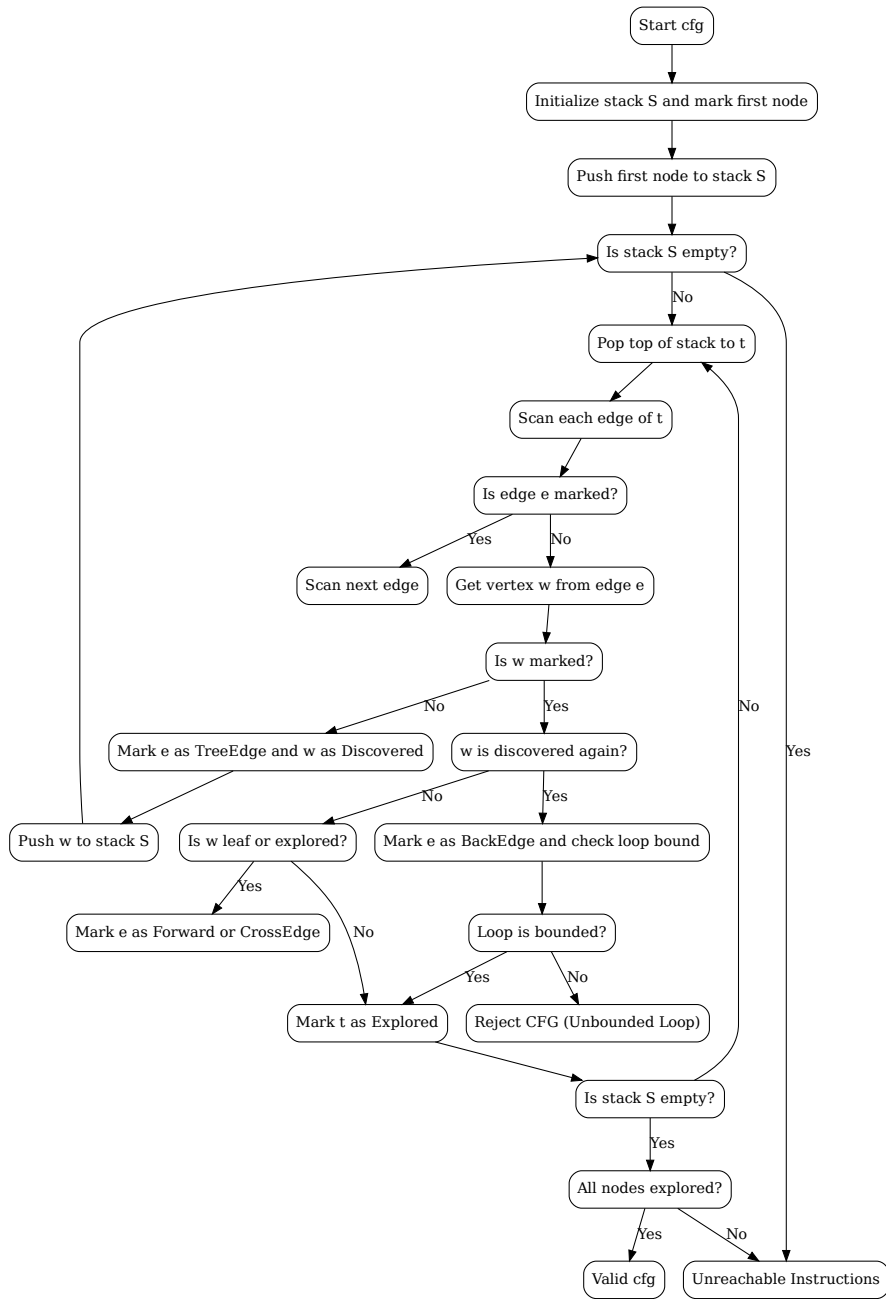 Start cfg
Initialize stack S and mark first node
Push first node to stack S
Is stack S empty?
No
Pop top of stack to t
Scan each edge of t
Is edge e marked?
Yes
No
Scan next edge
Get vertex w from edge e
Is w marked?
No
Yes
No
Mark e as TreeEdge and w as Discovered
w is discovered again?
Yes
No
Yes
Push w to stack S
Is w leaf or explored?
Mark e as BackEdge and check loop bound
Yes
Mark e as Forward or CrossEdge
No
Loop is bounded?
Yes
No
Mark t as Explored
Reject CFG (Unbounded Loop)
Is stack S empty?
Yes
All nodes explored?
Yes
No
Valid cfg
Unreachable Instructions